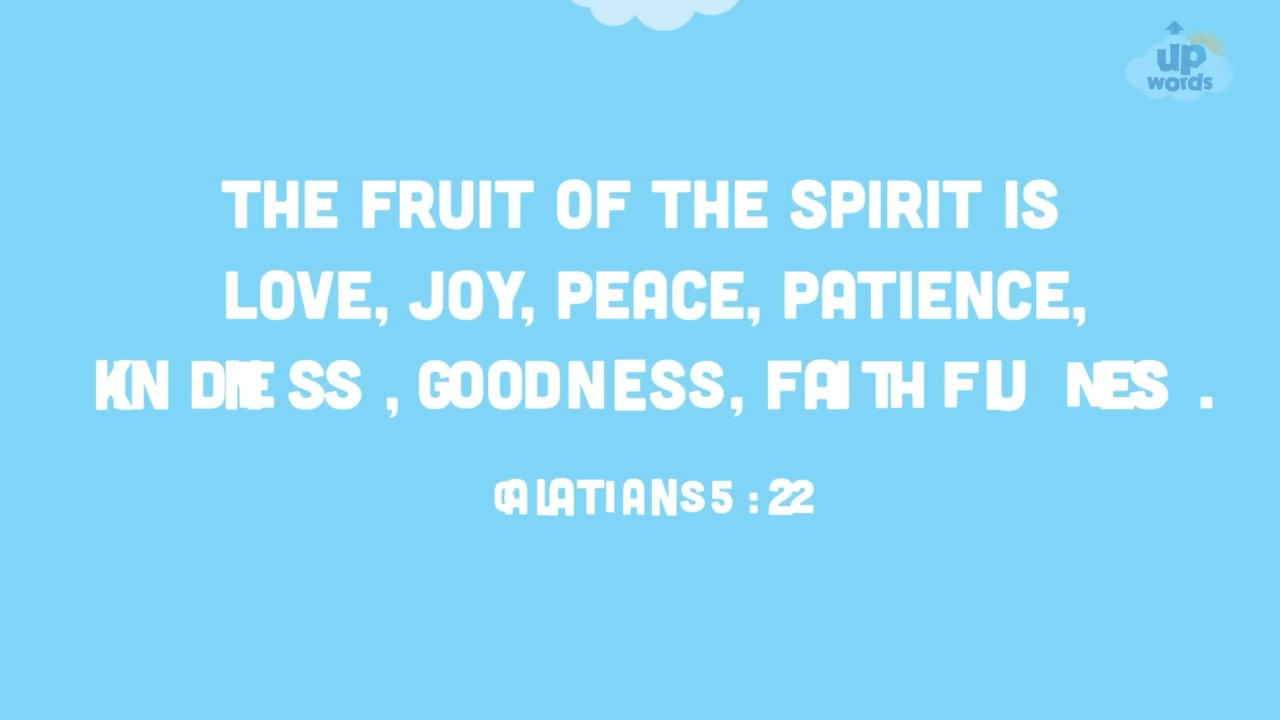 up
words
THE FRUIT OF THE SPIRIT IS
LOVE, JOY, PEACE, PATIENCE,
KINDNESS, GOODNESS, FAITHFULNESS.
GALATIANS 5:22